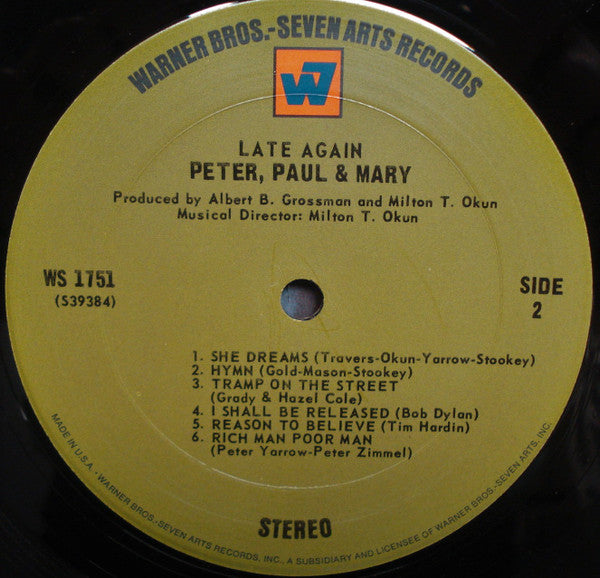 WARNER BROS.-SEVEN ARTS RECORDS
W7
LATE AGAIN
PETER, PAUL & MARY
Produced by Albert B. Grossman and Milton T. Okun
Musical Director: Milton T. Okun
WS 1751
(S39384)
SIDE
2
1. SHE DREAMS (Travers-Okun-Yarrow-Stookey)
2. HYMN (Gold-Mason-Stookey)
3. TRAMP ON THE STREET
(Grady & Hazel Cole)
4. I SHALL BE RELEASED (Bob Dylan)
5. REASON TO BELIEVE (Tim Hardin)
6. RICH MAN POOR MAN
(Peter Yarrow-Peter Zimmel)
STEREO
MADE IN U.S.A. • WARNER BROS.-SEVEN ARTS RECORDS, INC., A SUBSIDIARY AND LICENSEE OF WARNER BROS.-SEVEN ARTS, INC.